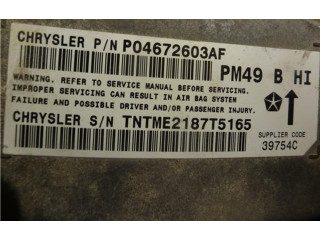 CHRYSLER P/N P04672603AF
PM49 B HI
WARNING. REFER TO SERVICE MANUAL BEFORE SERVICING.
IMPROPER SERVICING CAN RESULT IN AIR BAG SYSTEM
FAILURE AND POSSIBLE DRIVER AND/OR PASSENGER INJURY.
CHRYSLER S/N TNTME2187T5165
SUPPLIER CODE
39754C